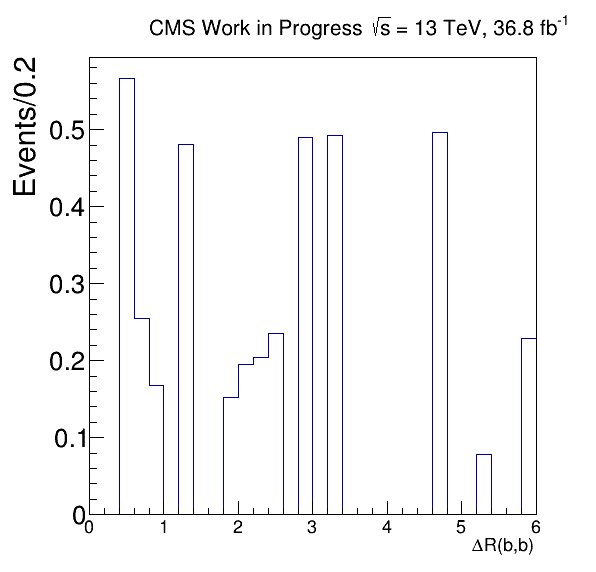 CMS Work in Progress √s = 13 TeV, 36.8 fb⁻¹
Events/0.2
0.5
0.4
0.3
0.2
0.1
0
0 1 2 3 4 5 6
ΔR(b,b)